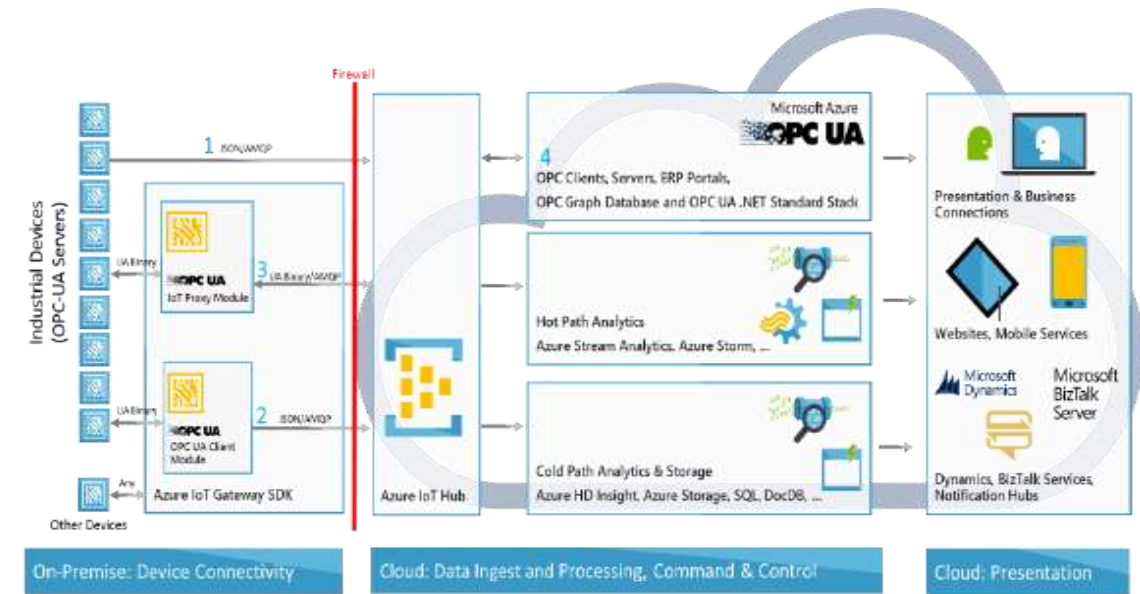 Firewall
Industrial Devices
(OPC-UA Servers)
1 JSON/AMQP
UA Binary
OPC UA
IoT Proxy Module
3 UA Binary/AMQP
UA Binary
OPC UA
OPC UA Client
Module
2 JSON/AMQP
Any
Other Devices
Azure IoT Gateway SDK
Azure IoT Hub
Microsoft Azure
OPC UA
4
OPC Clients, Servers, ERP Portals,
OPC Graph Database and OPC UA .NET Standard Stack
Hot Path Analytics
Azure Stream Analytics, Azure Storm, ...
Cold Path Analytics & Storage
Azure HD Insight, Azure Storage, SQL, DocDB, ...
Presentation & Business
Connections
Websites, Mobile Services
Microsoft
Dynamics
Microsoft
BizTalk
Server
Dynamics, BizTalk Services,
Notification Hubs
On-Premise: Device Connectivity
Cloud: Data Ingest and Processing, Command & Control
Cloud: Presentation